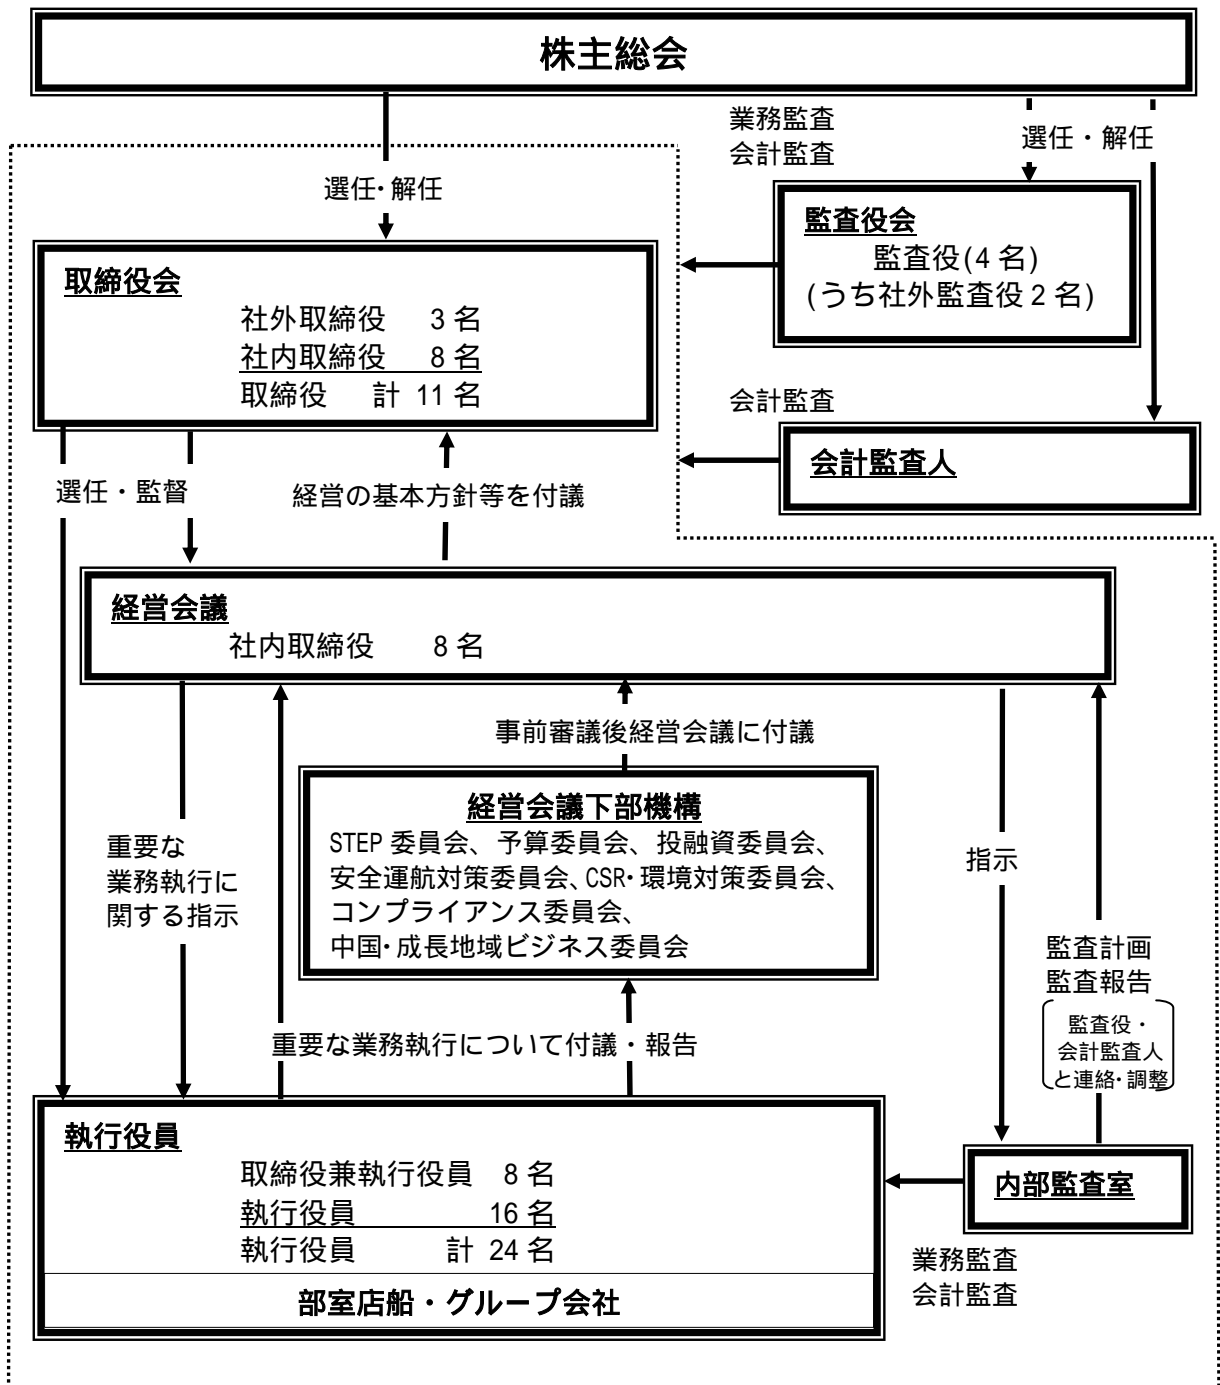 株主総会
業務監査
会計監査
選任・解任
選任・解任
監査役会
監査役(4名)
(うち社外監査役2名)
取締役会
社外取締役 3名
社内取締役 8名
取締役 計 11名
会計監査
会計監査人
選任・監督
経営の基本方針等を付議
経営会議
社内取締役 8名
事前審議後経営会議に付議
経営会議下部機構
STEP委員会、予算委員会、投融資委員会、
安全運航対策委員会、CSR・環境対策委員会、
コンプライアンス委員会、
中国・成長地域ビジネス委員会
重要な
業務執行に
関する指示
指示
監査計画
監査報告
監査役・
会計監査人
と連絡・調整
重要な業務執行について付議・報告
執行役員
取締役兼執行役員 8名
執行役員 16名
執行役員 計 24名
部室店船・グループ会社
内部監査室
業務監査
会計監査